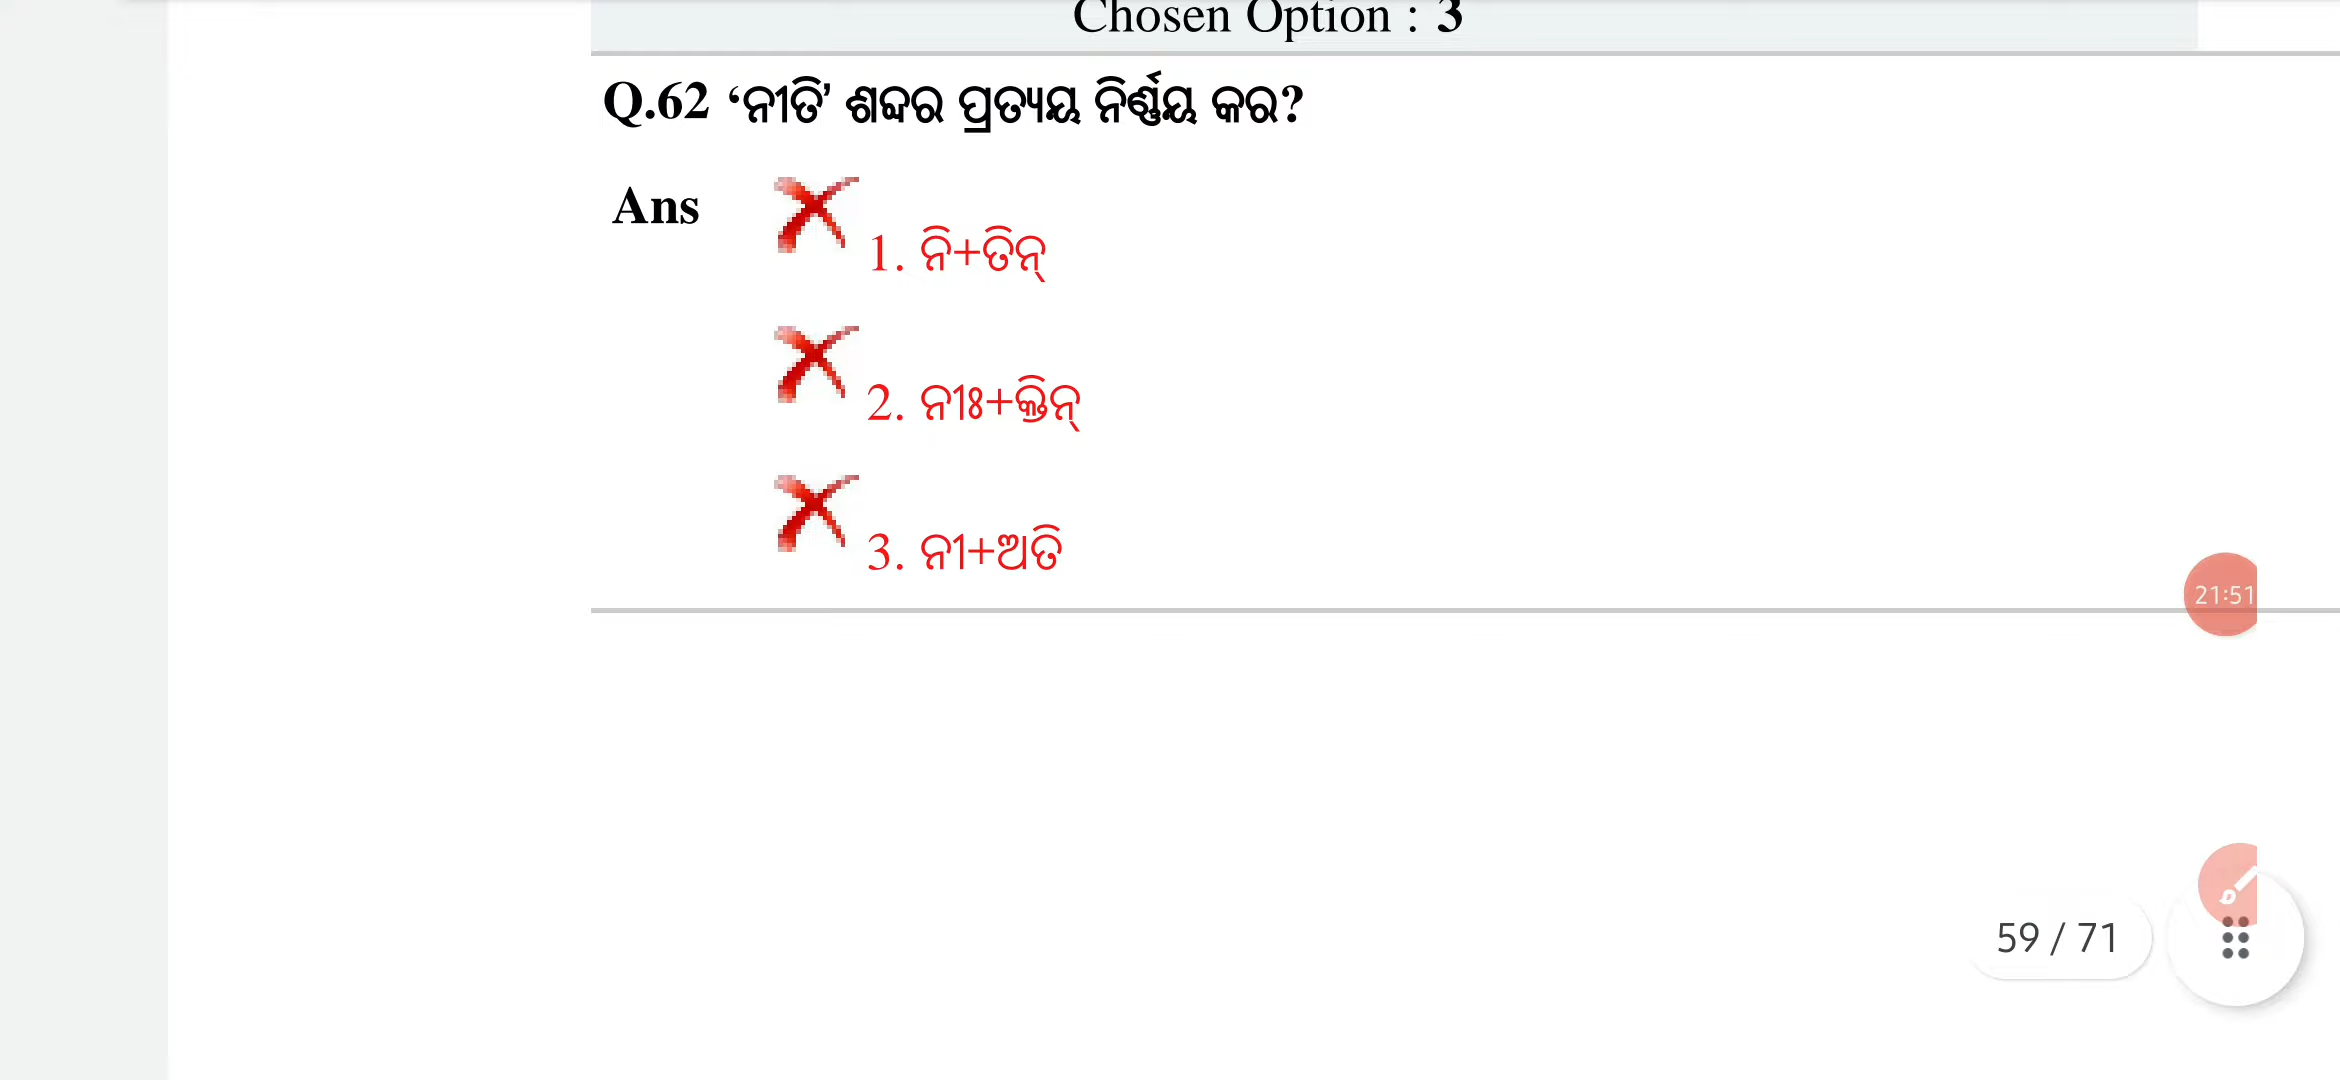 Chosen Option : 3
Q.62 ‘ନୀତି’ ଶବ୍ଦର ପ୍ରତ୍ୟୟ ନିର୍ଣ୍ଣୟ କର?
Ans
1. ନି+ତିନ୍
2. ନୀଃ+କ୍ତିନ୍
3. ନୀ+ଅତି
21:51
59 / 71